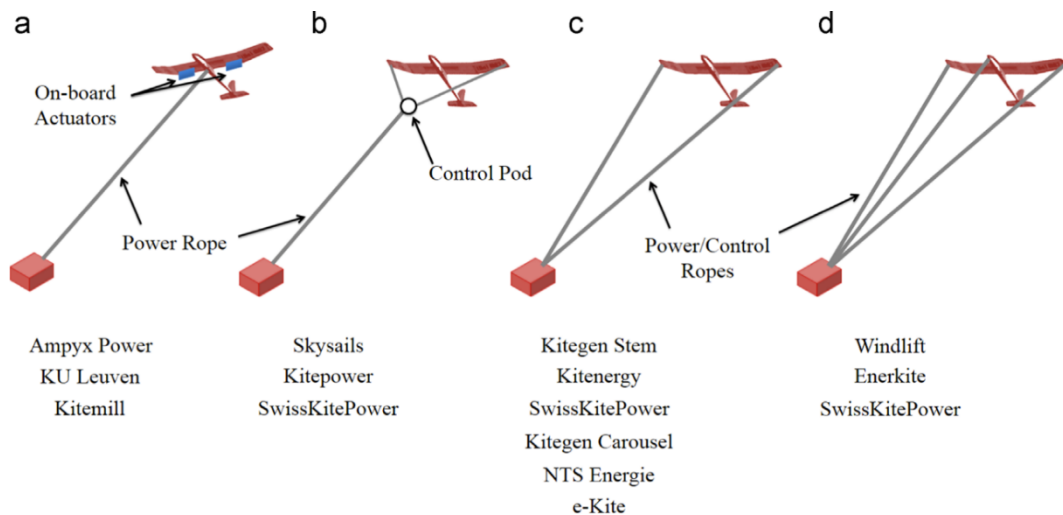 a
b
c
d
On-board
Actuators
Control Pod
Power Rope
Power/Control
Ropes
Ampyx Power
KU Leuven
Kitemill
Skysails
Kitepower
SwissKitePower
Kitegen Stem
Kitenergy
SwissKitePower
Kitegen Carousel
NTS Energie
e-Kite
Windlift
Enerkite
SwissKitePower